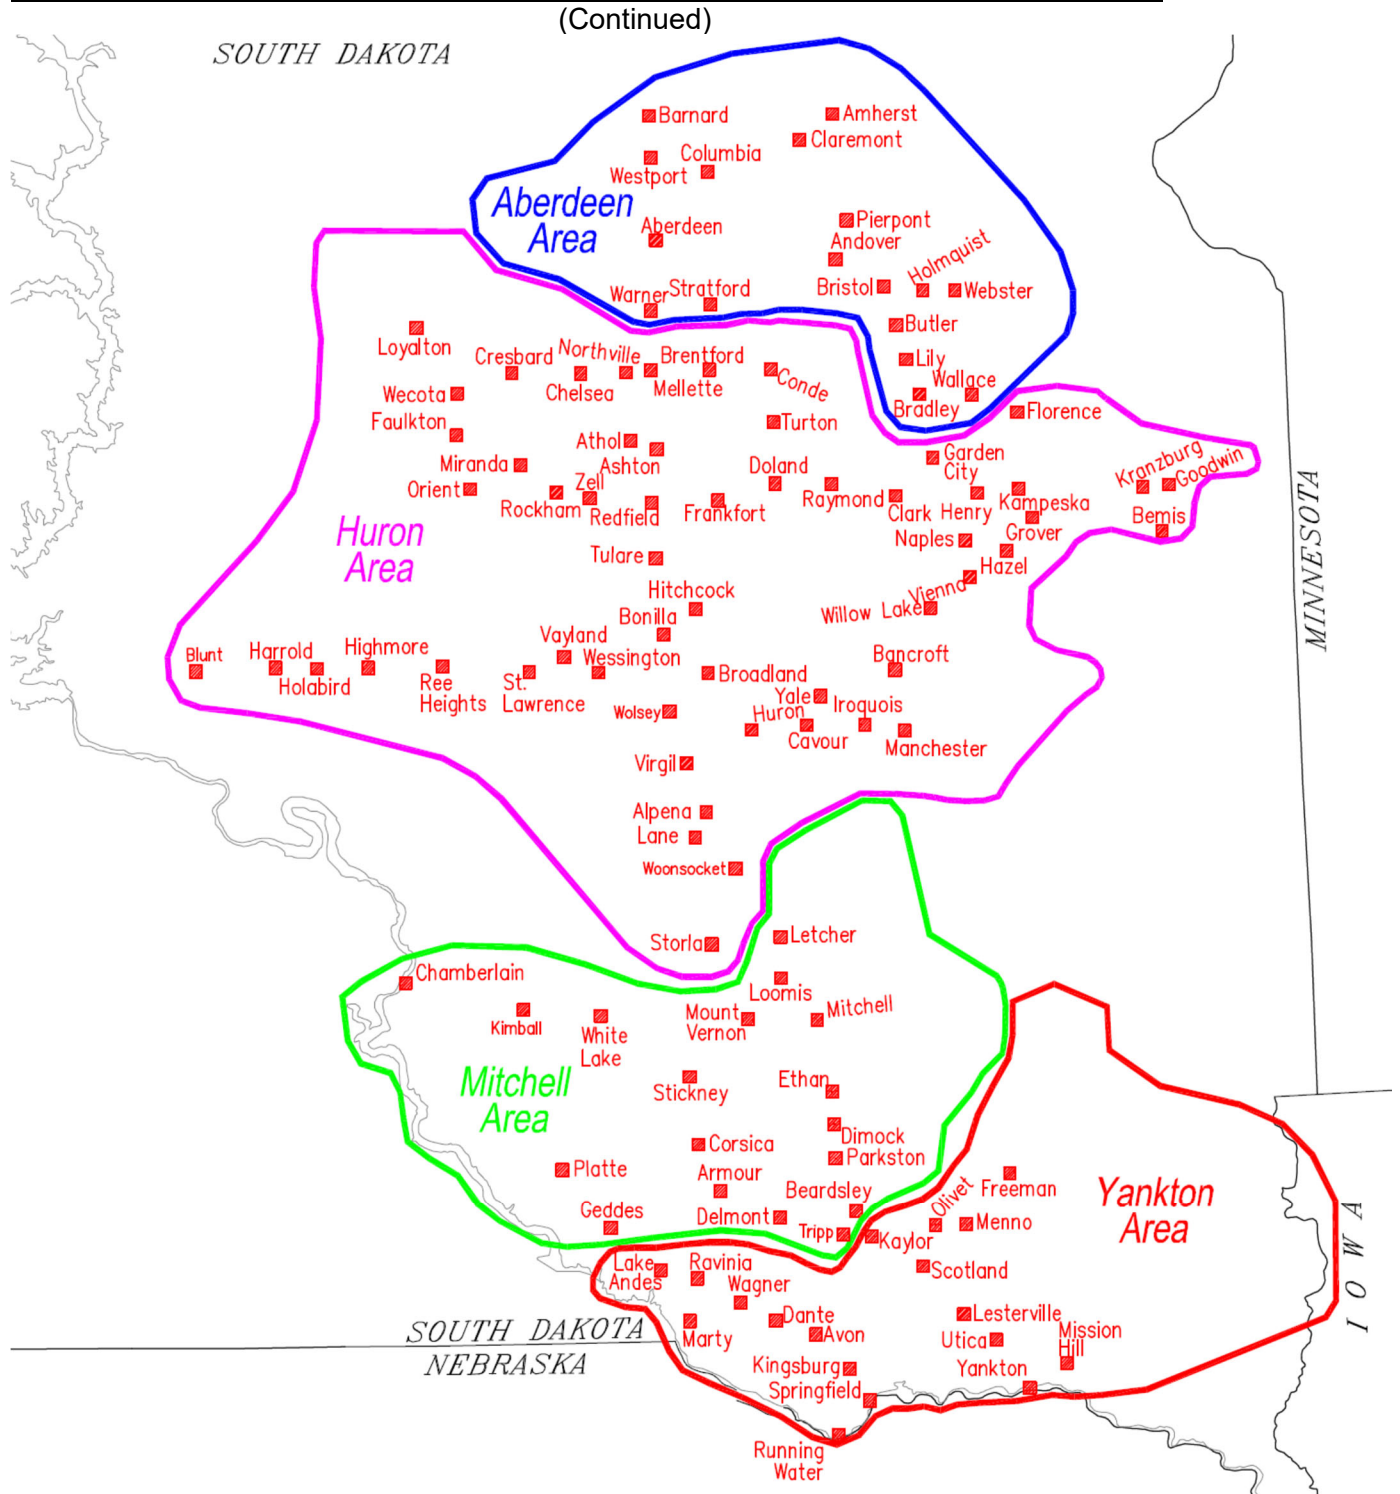 (Continued)
SOUTH DAKOTA
Barnard
Amherst
Claremont
Columbia
Westport
Aberdeen
Area
Aberdeen
Pierpont
Andover
Holmquist
Bristol
Webster
Warner
Stratford
Butler
Lily
Wallace
Bradley
Loyalton
Cresbard
Northville
Brentford
Chelsea
Mellette
Conde
Wecota
Florence
Faulkton
Turton
Athol
Ashton
Miranda
Garden
City
Doland
Kranzburg
Goodwin
Orient
Zell
Rockham
Redfield
Frankfort
Raymond
Clark
Henry
Kampeska
Grover
Bemis
Huron
Area
Naples
Hazel
Tulare
Vienna
Hitchcock
Willow Lake
Bonilla
MINNESOTA
Vayland
Wessington
Blunt
Harrold
Highmore
Holabird
Ree
Heights
St.
Lawrence
Broadland
Bancroft
Yale
Wolsey
Huron
Iroquois
Cavour
Manchester
Virgil
Alpena
Lane
Woonsocket
Storla
Letcher
Chamberlain
Loomis
Kimball
White
Lake
Mount
Vernon
Mitchell
Mitchell
Area
Stickney
Ethan
Dimock
Corsica
Parkston
Platte
Armour
Beardsley
Geddes
Delmont
Tripp
Kaylor
Olivet
Freeman
Menno
Yankton
Area
IOWA
Scotland
Lake
Andes
Ravinia
Wagner
Dante
Marty
Avon
Lesterville
Utica
Mission
Hill
SOUTH DAKOTA
NEBRASKA
Kingsburg
Springfield
Yankton
Running
Water